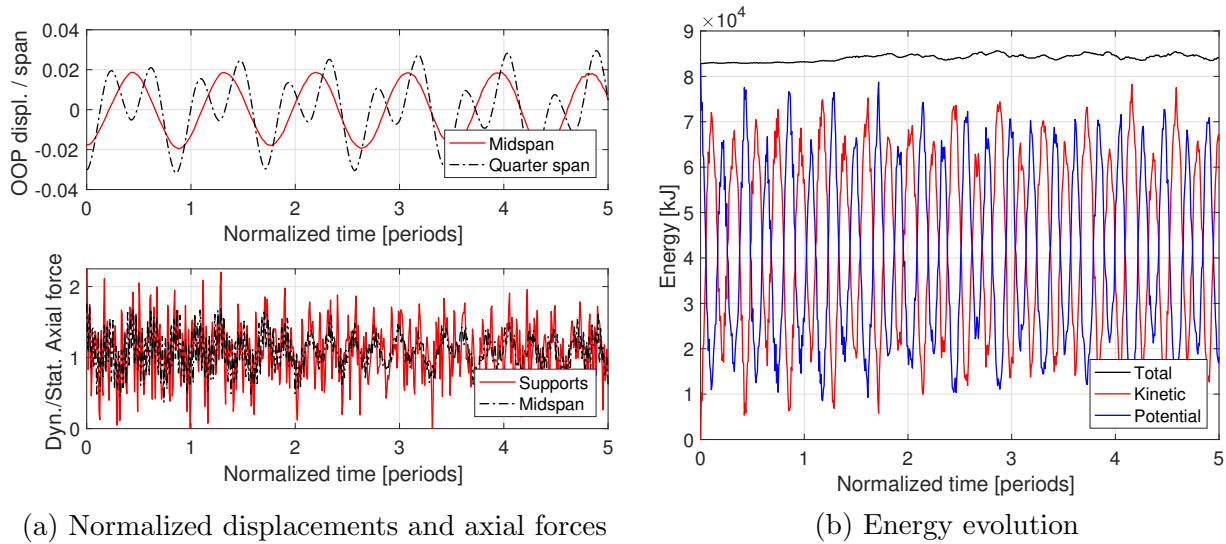 0.04
0.02
0
-0.02
-0.04
OOP displ. / span
Midspan
Quarter span
0 1 2 3 4 5
Normalized time [periods]
2
1
0
Dyn./Stat. Axial force
Supports
Midspan
0 1 2 3 4 5
Normalized time [periods]
(a) Normalized displacements and axial forces
×10⁴
9
8
7
6
5
4
3
2
1
0
Energy [kJ]
Total
Kinetic
Potential
0 1 2 3 4 5
Normalized time [periods]
(b) Energy evolution